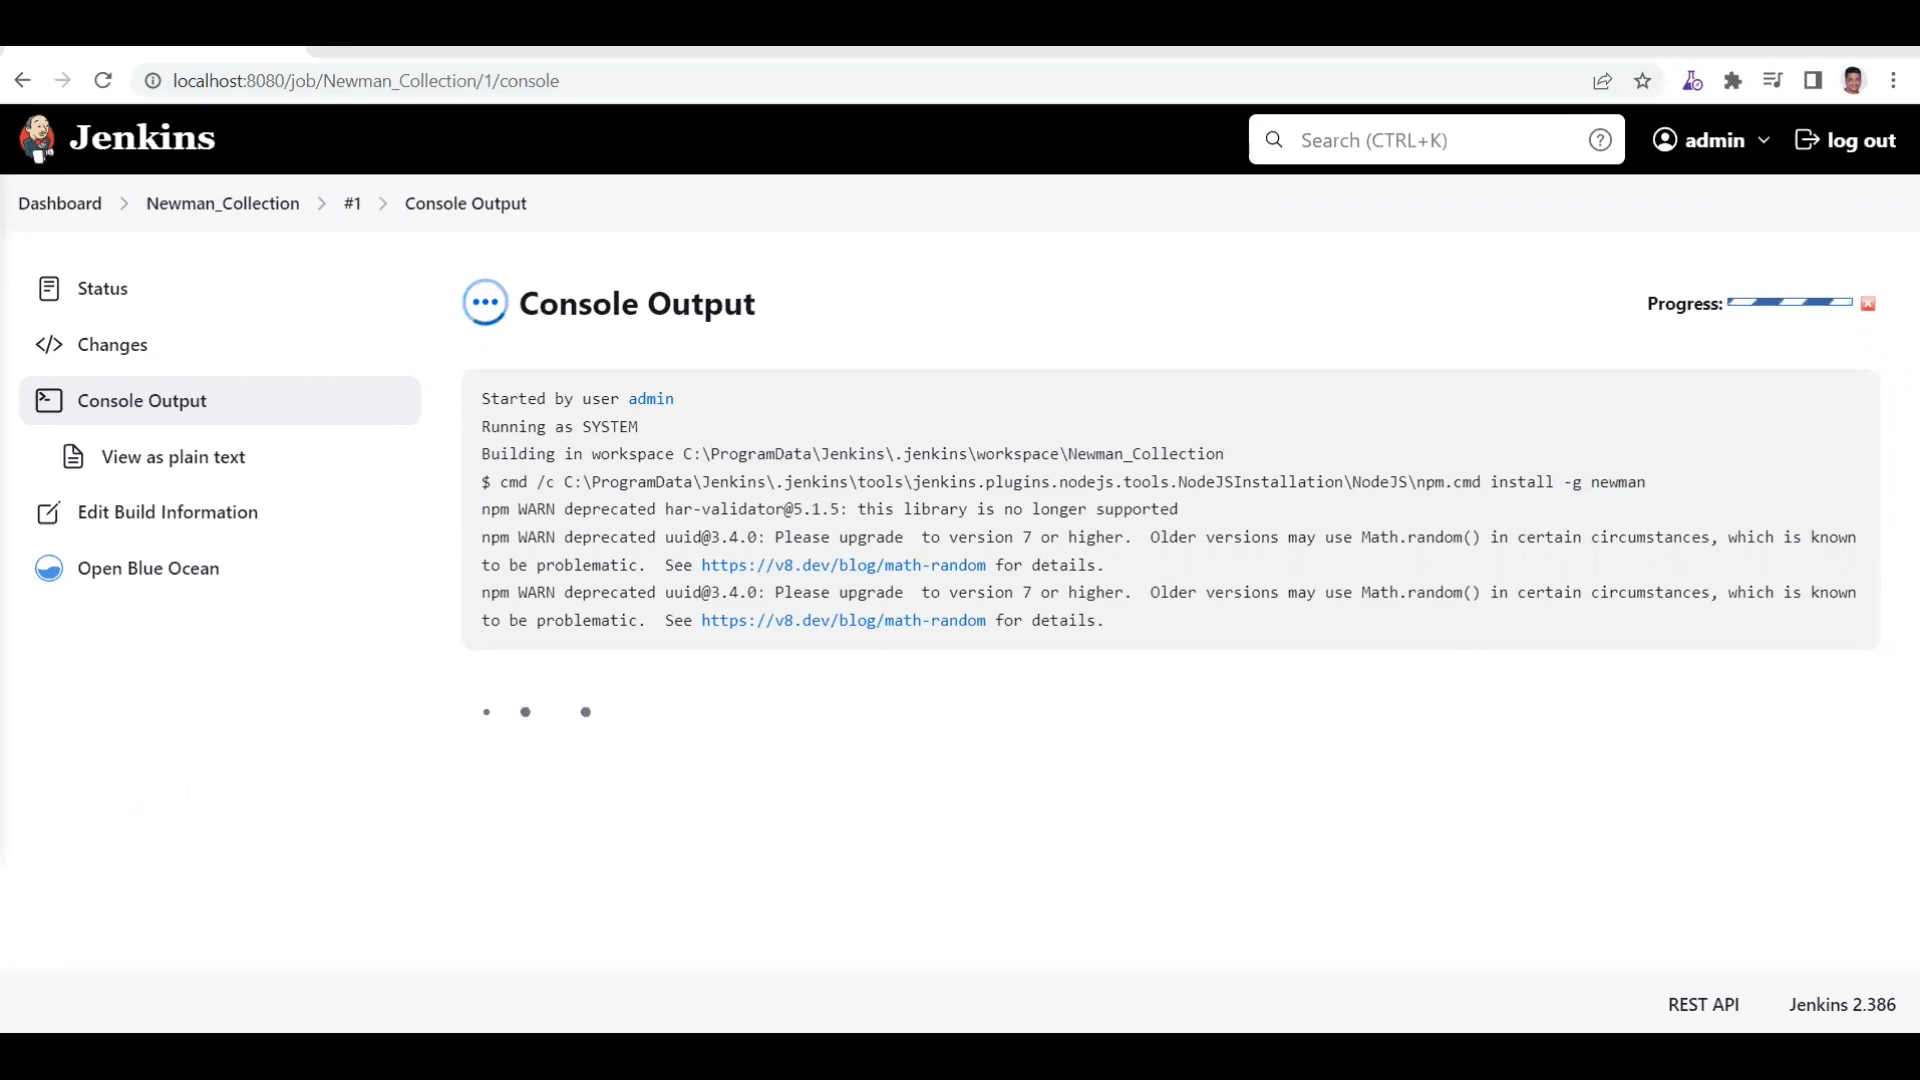 localhost:8080/job/Newman_Collection/1/console
Jenkins
Search (CTRL+K)
admin
log out
Dashboard
Newman_Collection
#1
Console Output
Status
Changes
Console Output
View as plain text
Edit Build Information
Open Blue Ocean
Console Output
Progress:
Started by user admin
Running as SYSTEM
Building in workspace C:\ProgramData\Jenkins\.jenkins\workspace\Newman_Collection
$ cmd /c C:\ProgramData\Jenkins\.jenkins\tools\jenkins.plugins.nodejs.tools.NodeJSInstallation\NodeJS\npm.cmd install -g newman
npm WARN deprecated har-validator@5.1.5: this library is no longer supported
npm WARN deprecated uuid@3.4.0: Please upgrade  to version 7 or higher.  Older versions may use Math.random() in certain circumstances, which is known
to be problematic.  See https://v8.dev/blog/math-random for details.
npm WARN deprecated uuid@3.4.0: Please upgrade  to version 7 or higher.  Older versions may use Math.random() in certain circumstances, which is known
to be problematic.  See https://v8.dev/blog/math-random for details.
REST API
Jenkins 2.386